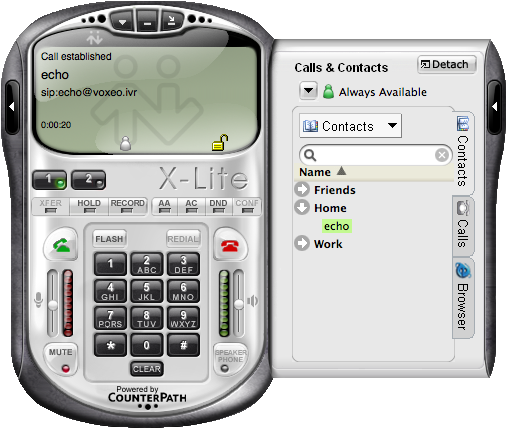 Call established
echo
sip:echo@voxeo.ivr
0:00:20
1 2 X-Lite
XFER HOLD RECORD AA AC DND CONF
FLASH REDIAL
1 2 ABC 3 DEF
4 GHI 5 JKL 6 MNO
7 PQRS 8 TUV 9 WXYZ
* 0 #
MUTE CLEAR SPEAKER PHONE
Powered by
COUNTERPATH
Calls & Contacts Detach
Always Available
Contacts
Name
Friends
Home
echo
Work
Contacts
Calls
Browser